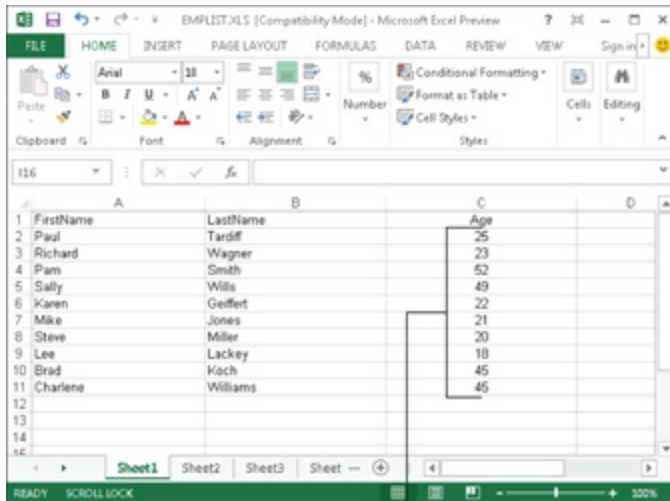 EMPLIST.XLS [Compatibility Mode] - Microsoft Excel Preview
FILE HOME INSERT PAGE LAYOUT FORMULAS DATA REVIEW VIEW Sign in
Paste Arial 10 % Number Conditional Formatting Format as Table Cell Styles Cells Editing
B I U A A
Clipboard Font Alignment Styles
I16 fx
A B C D
1 FirstName LastName Age
2 Paul Tardiff 25
3 Richard Wagner 23
4 Pam Smith 52
5 Sally Wills 49
6 Karen Geiffert 22
7 Mike Jones 21
8 Steve Miller 20
9 Lee Lackey 18
10 Brad Koch 45
11 Charlene Williams 45
12
13
14
15
Sheet1 Sheet2 Sheet3 Sheet ...
READY SCROLL LOCK 100%